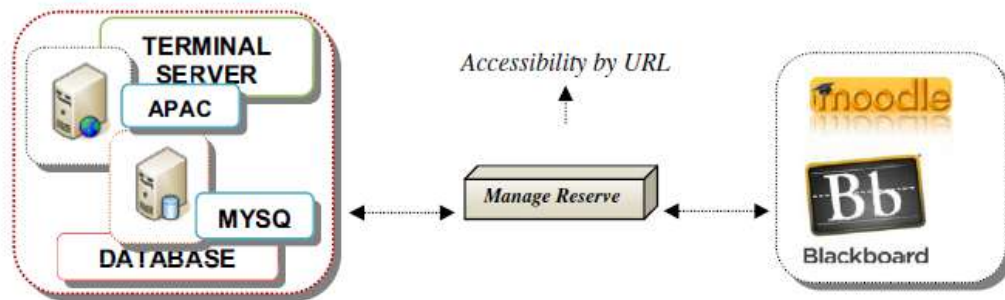 TERMINAL
SERVER
APAC
MYSQ
DATABASE
Accessibility by URL
Manage Reserve
moodle
Bb
Blackboard